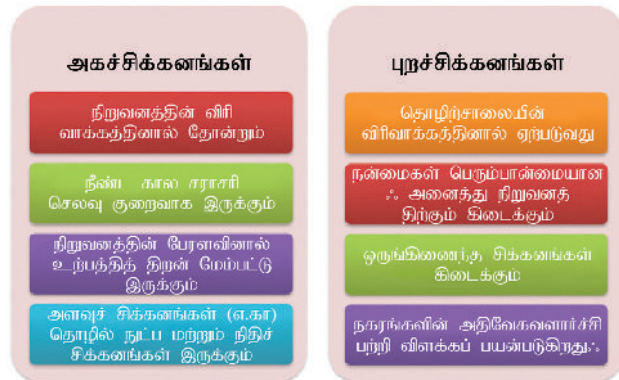 அகச்சிக்கனங்கள்
நிறுவனத்தின் விரி
வாக்கத்தினால் தோன்றும்
நீண்ட கால சராசரி
செலவு குறைவாக இருக்கும்
நிறுவனத்தின் பேரளவினால்
உற்பத்தித் திறன் மேம்பட்டு
இருக்கும்
அளவுச் சிக்கனங்கள் (எ.கா)
தொழில் நுட்ப மற்றும் நிதிச்
சிக்கனங்கள் இருக்கும்
புறச்சிக்கனங்கள்
தொழிற்சாலையின்
விரிவாக்கத்தினால் ஏற்படுவது
நன்மைகள் பெரும்பான்மையான
ஃ அனைத்து நிறுவனத்
திற்கும் கிடைக்கும்
ஒருங்கிணைந்த சிக்கனங்கள்
கிடைக்கும்
நகரங்களின் அதிவேகவளார்ச்சி
பற்றி விளக்கப் பயன்படுகிறதுஃ